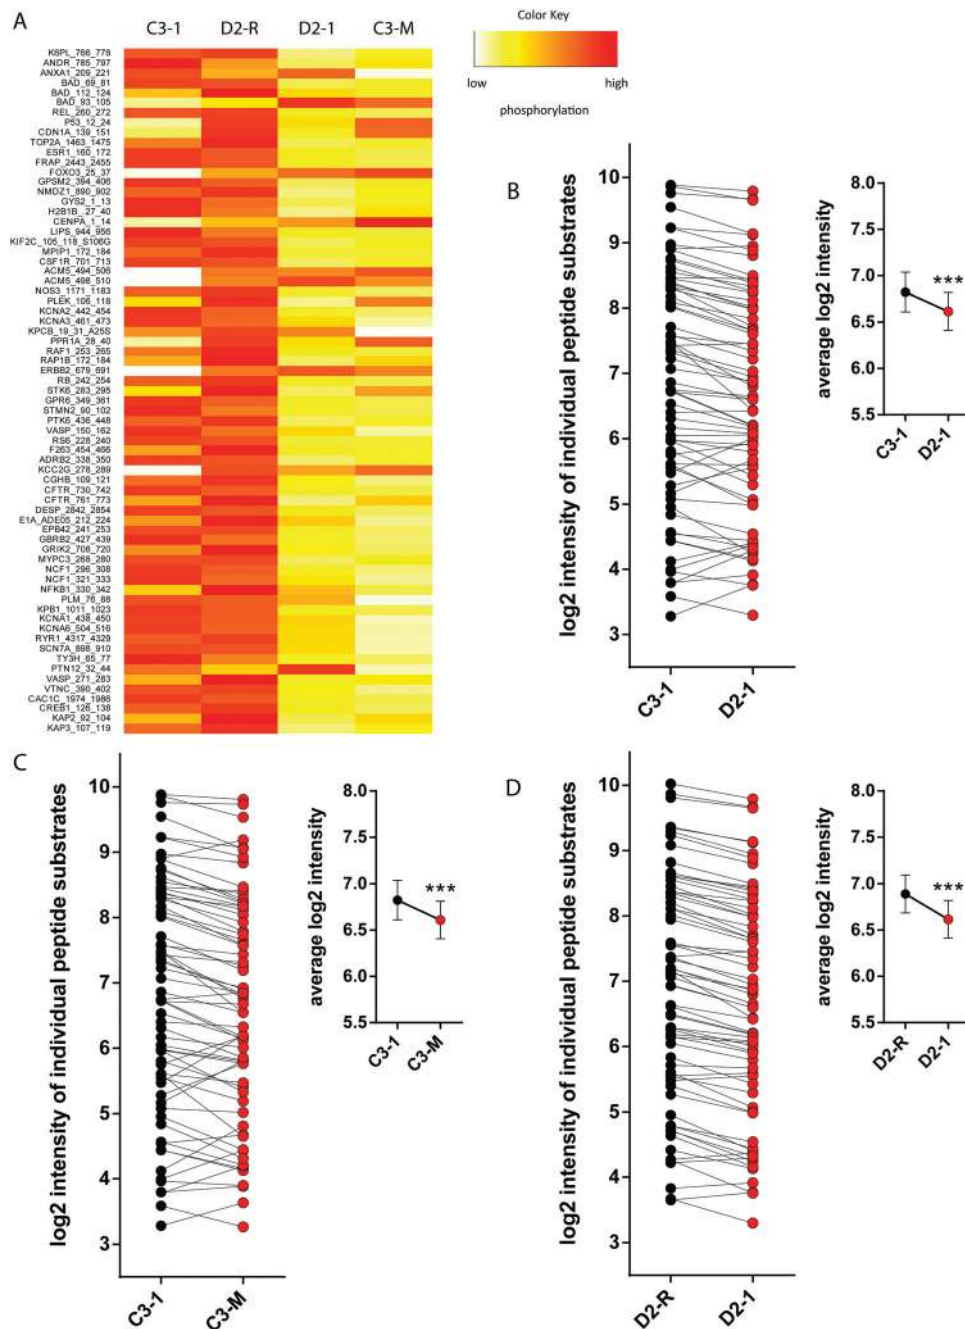 A
C3-1 D2-R D2-1 C3-M
Color Key
low high
phosphorylation
K6PL_766_778
ANDR_785_797
ANXA1_209_221
BAD_69_81
BAD_112_124
BAD_93_105
REL_260_272
P53_12_24
CDN1A_139_151
TOP2A_1463_1475
ESR1_160_172
FRAP_2443_2455
FOXO3_25_37
GPSM2_394_406
NMDZ1_890_902
GYS2_1_13
H2B1B_.27_40
CENPA_1_14
LIPS_944_956
KIF2C_105_118_S106G
MPIP1_172_184
CSF1R_701_713
ACM5_494_506
ACM5_498_510
NOS3_1171_1183
PLEK_106_118
KCNA2_442_454
KCNA3_461_473
KPCB_19_31_A25S
PPR1A_28_40
RAF1_253_265
RAP1B_172_184
ERBB2_679_691
RB_242_254
STK6_283_295
GPR6_349_361
STMN2_90_102
PTK6_436_448
VASP_150_162
RS6_228_240
F263_454_466
ADRB2_338_350
KCC2G_278_289
CGHB_109_121
CFTR_730_742
CFTR_761_773
DESP_2842_2854
E1A_ADE05_212_224
EPB42_241_253
GBRB2_427_439
GRIK2_708_720
MYPC3_268_280
NCF1_296_308
NCF1_321_333
NFKB1_330_342
PLM_76_88
KPB1_1011_1023
KCNA1_438_450
KCNA6_504_516
RYR1_4317_4329
SCN7A_898_910
TY3H_65_77
PTN12_32_44
VASP_271_283
VTNC_390_402
CAC1C_1974_1986
CREB1_126_138
KAP2_92_104
KAP3_107_119
B
log2 intensity of individual peptide substrates
10
9
8
7
6
5
4
3
C3-1 D2-1
average log2 intensity
8.0
7.5
7.0
6.5
6.0
5.5
***
C3-1 D2-1
C
log2 intensity of individual peptide substrates
10
9
8
7
6
5
4
3
C3-1 C3-M
average log2 intensity
8.0
7.5
7.0
6.5
6.0
5.5
***
C3-1 C3-M
D
log2 intensity of individual peptide substrates
10
9
8
7
6
5
4
3
D2-R D2-1
average log2 intensity
8.0
7.5
7.0
6.5
6.0
5.5
***
D2-R D2-1